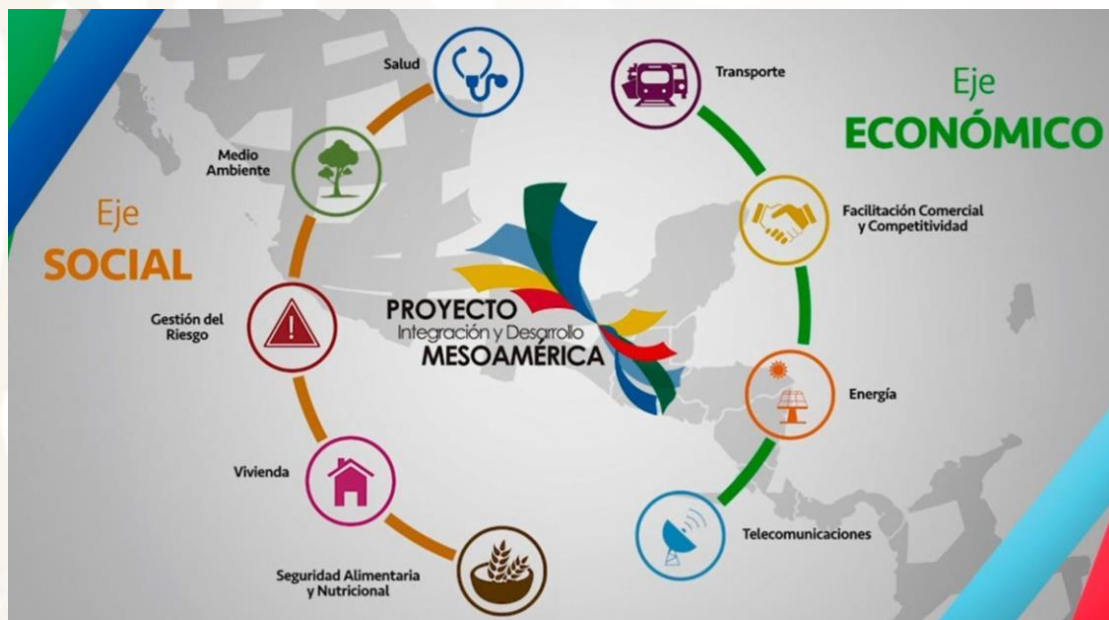 Eje
SOCIAL
Salud
Medio
Ambiente
Gestión del
Riesgo
Vivienda
Seguridad Alimentaria
y Nutricional
PROYECTO
Integración y Desarrollo
MESOAMÉRICA
Eje
ECONÓMICO
Transporte
Facilitación Comercial
y Competitividad
Energía
Telecomunicaciones